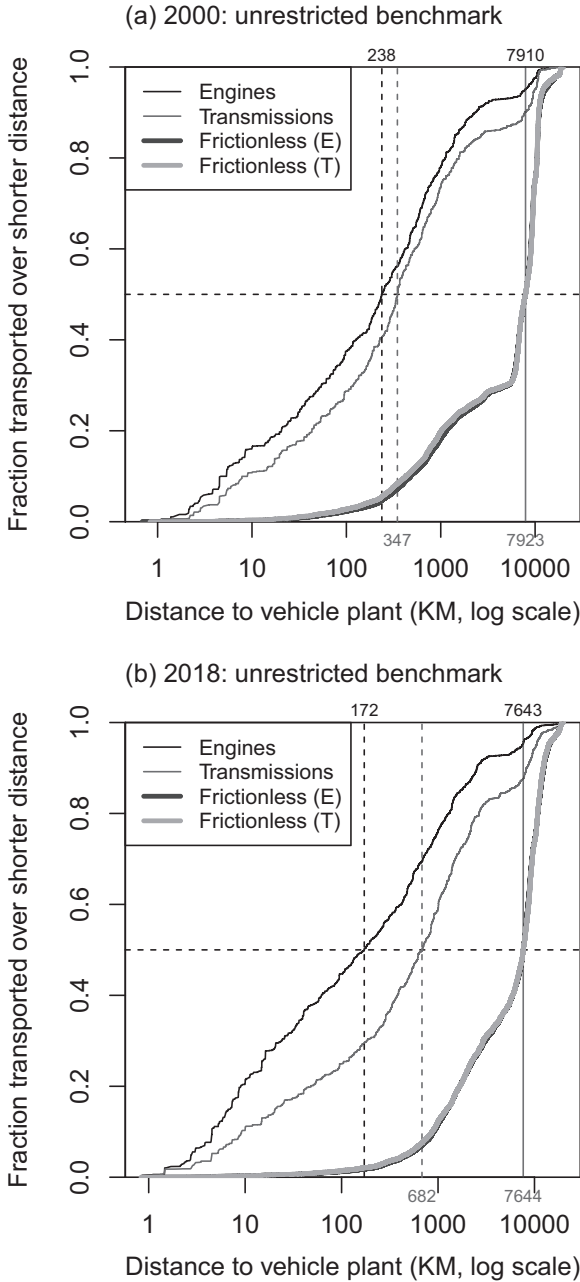 (a) 2000: unrestricted benchmark
238 7910
Engines
Transmissions
Frictionless (E)
Frictionless (T)
Fraction transported over shorter distance
1.0
0.8
0.6
0.4
0.2
0.0
347 7923
1 10 100 1000 10000
Distance to vehicle plant (KM, log scale)
(b) 2018: unrestricted benchmark
172 7643
Engines
Transmissions
Frictionless (E)
Frictionless (T)
Fraction transported over shorter distance
1.0
0.8
0.6
0.4
0.2
0.0
682 7644
1 10 100 1000 10000
Distance to vehicle plant (KM, log scale)